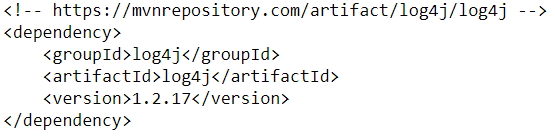 <!-- https://mvnrepository.com/artifact/log4j/log4j -->
<dependency>
    <groupId>log4j</groupId>
    <artifactId>log4j</artifactId>
    <version>1.2.17</version>
</dependency>